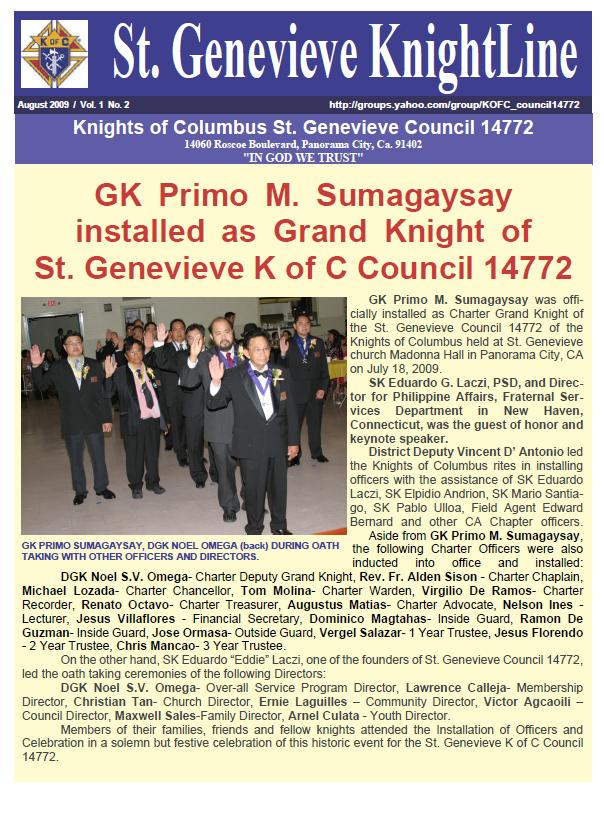 K OF C
St. Genevieve KnightLine
August 2009 / Vol. 1 No. 2
http://groups.yahoo.com/group/KOFC_council14772
Knights of Columbus St. Genevieve Council 14772
14060 Roscoe Boulevard, Panorama City, Ca. 91402
"IN GOD WE TRUST"
GK Primo M. Sumagaysay
installed as Grand Knight of
St. Genevieve K of C Council 14772
GK Primo M. Sumagaysay was offi-
cially installed as Charter Grand Knight of
the St. Genevieve Council 14772 of the
Knights of Columbus held at St. Genevieve
church Madonna Hall in Panorama City, CA
on July 18, 2009.
SK Eduardo G. Laczi, PSD, and Direc-
tor for Philippine Affairs, Fraternal Ser-
vices Department in New Haven,
Connecticut, was the guest of honor and
keynote speaker.
District Deputy Vincent D' Antonio led
the Knights of Columbus rites in installing
officers with the assistance of SK Eduardo
Laczi, SK Elpidio Andrion, SK Mario Santia-
go, SK Pablo Ulloa, Field Agent Edward
Bernard and other CA Chapter officers.
Aside from GK Primo M. Sumagaysay,
the following Charter Officers were also
inducted into office and installed:
GK PRIMO SUMAGAYSAY, DGK NOEL OMEGA (back) DURING OATH
TAKING WITH OTHER OFFICERS AND DIRECTORS.
DGK Noel S.V. Omega- Charter Deputy Grand Knight, Rev. Fr. Alden Sison - Charter Chaplain,
Michael Lozada- Charter Chancellor, Tom Molina- Charter Warden, Virgilio De Ramos- Charter
Recorder, Renato Octavo- Charter Treasurer, Augustus Matias- Charter Advocate, Nelson Ines -
Lecturer, Jesus Villaflores - Financial Secretary, Dominico Magtahas- Inside Guard, Ramon De
Guzman- Inside Guard, Jose Ormasa- Outside Guard, Vergel Salazar- 1 Year Trustee, Jesus Florendo
- 2 Year Trustee, Chris Mancao- 3 Year Trustee.
On the other hand, SK Eduardo “Eddie” Laczi, one of the founders of St. Genevieve Council 14772,
led the oath taking ceremonies of the following Directors:
DGK Noel S.V. Omega- Over-all Service Program Director, Lawrence Calleja- Membership
Director, Christian Tan- Church Director, Ernie Laguilles – Community Director, Victor Agcaoili –
Council Director, Maxwell Sales-Family Director, Arnel Culata - Youth Director.
Members of their families, friends and fellow knights attended the Installation of Officers and
Celebration in a solemn but festive celebration of this historic event for the St. Genevieve K of C Council
14772.